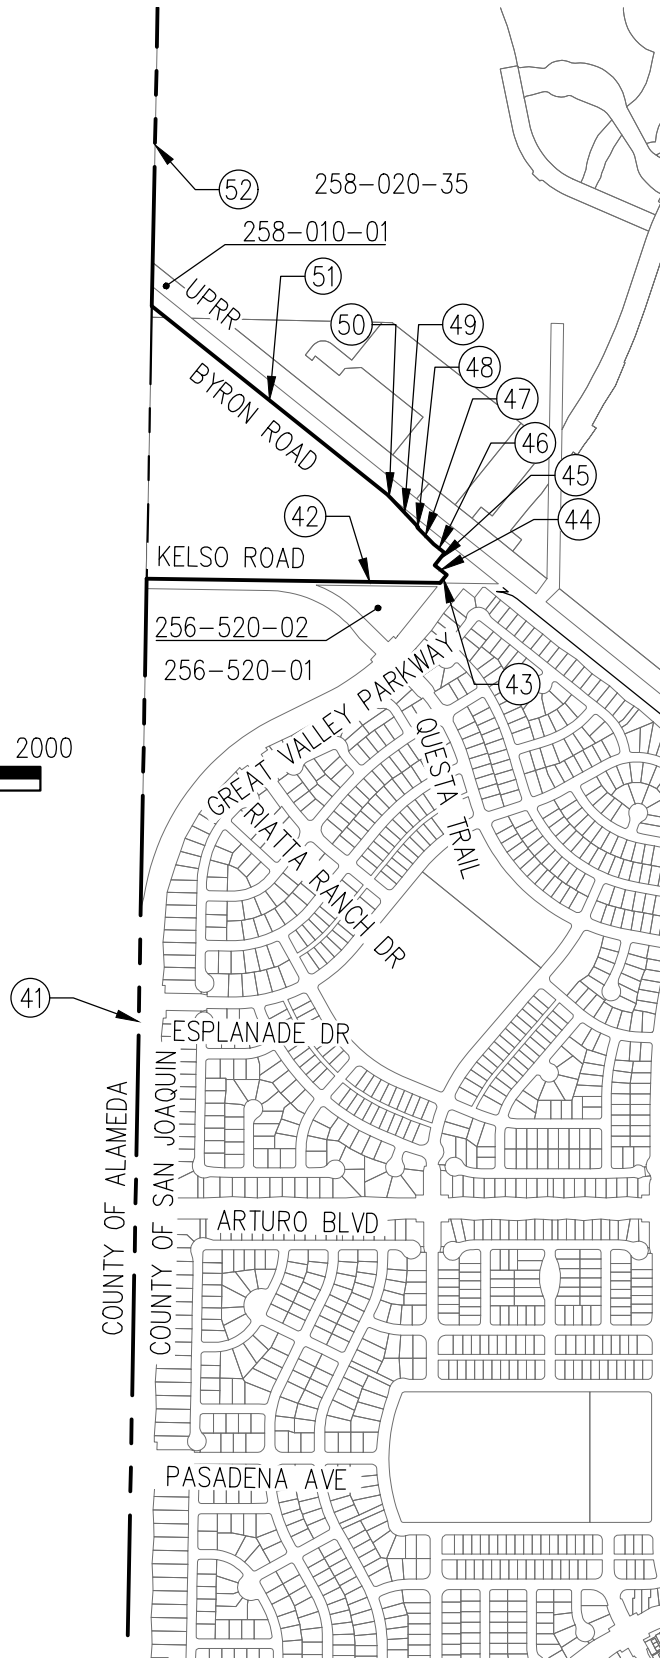 52
258-020-35
258-010-01
51
UPRR
50
49
48
BYRON ROAD
47
46
45
42
44
KELSO ROAD
256-520-02
256-520-01
43
GREAT VALLEY PARKWAY
QUESTA TRAIL
2000
RIATTA RANCH DR
41
ESPLANADE DR
COUNTY OF ALAMEDA
COUNTY OF SAN JOAQUIN
ARTURO BLVD
PASADENA AVE